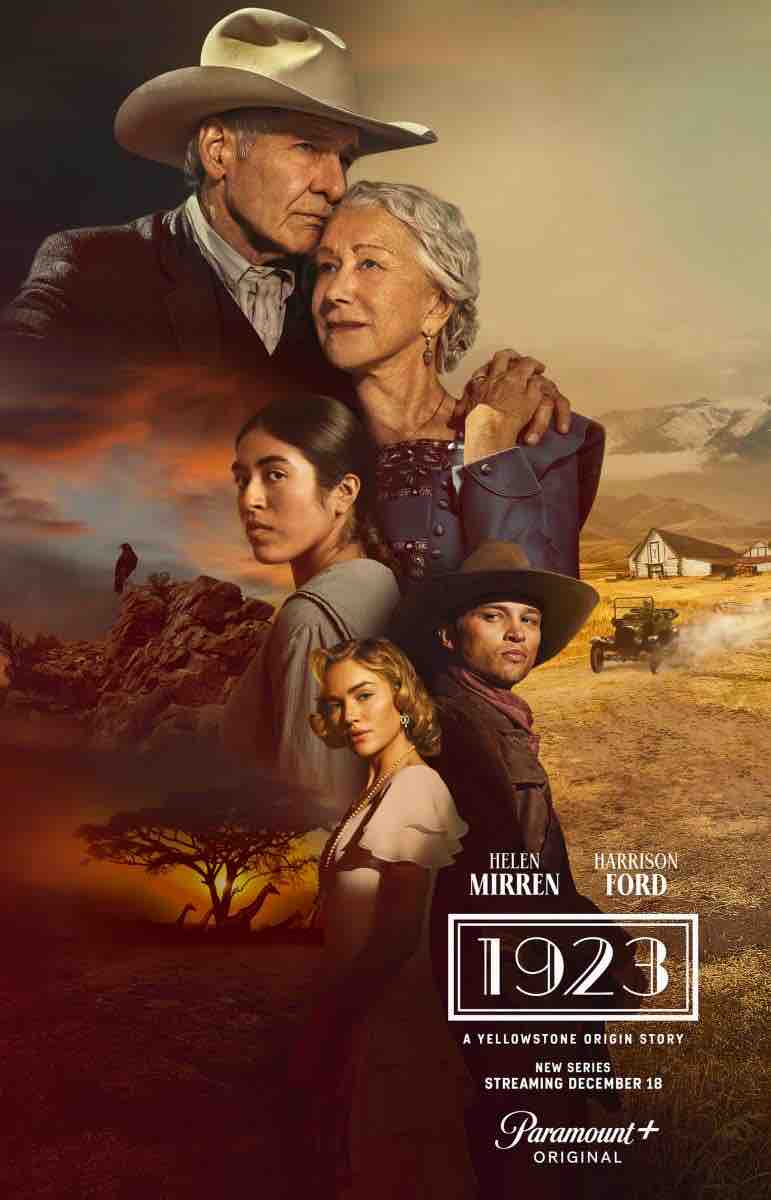 HELEN MIRREN
HARRISON FORD
1923
A YELLOWSTONE ORIGIN STORY
NEW SERIES
STREAMING DECEMBER 18
Paramount+
ORIGINAL